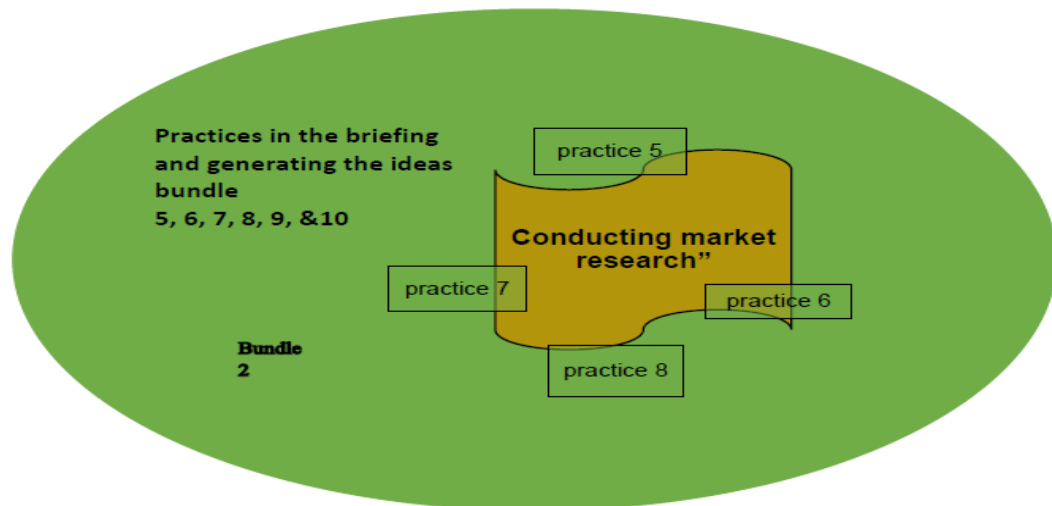 Practices in the briefing
and generating the ideas
bundle
5, 6, 7, 8, 9, &10
practice 5
Conducting market
research”
practice 7
practice 6
Bundle
2
practice 8